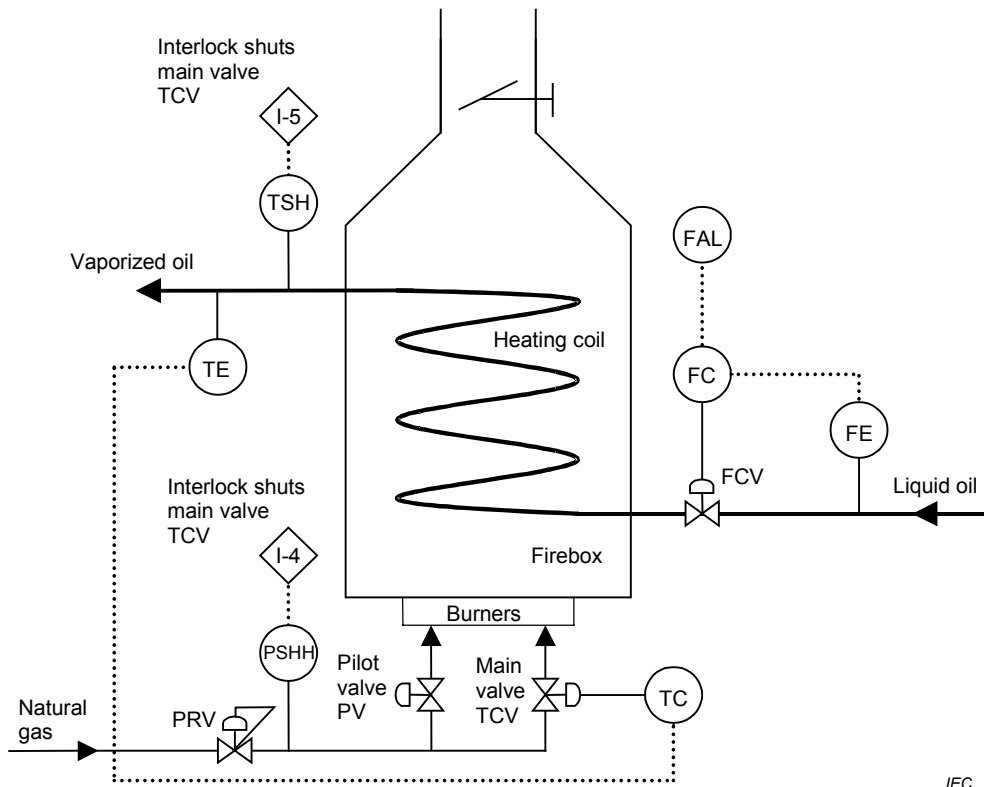 Interlock shuts
main valve
TCV
I-5
TSH
FAL
Vaporized oil
Heating coil
TE
FC
FE
Interlock shuts
main valve
TCV
FCV
Liquid oil
I-4
Firebox
Burners
PSHH
Pilot
valve
PV
Main
valve
TCV
TC
Natural
gas
PRV
IEC